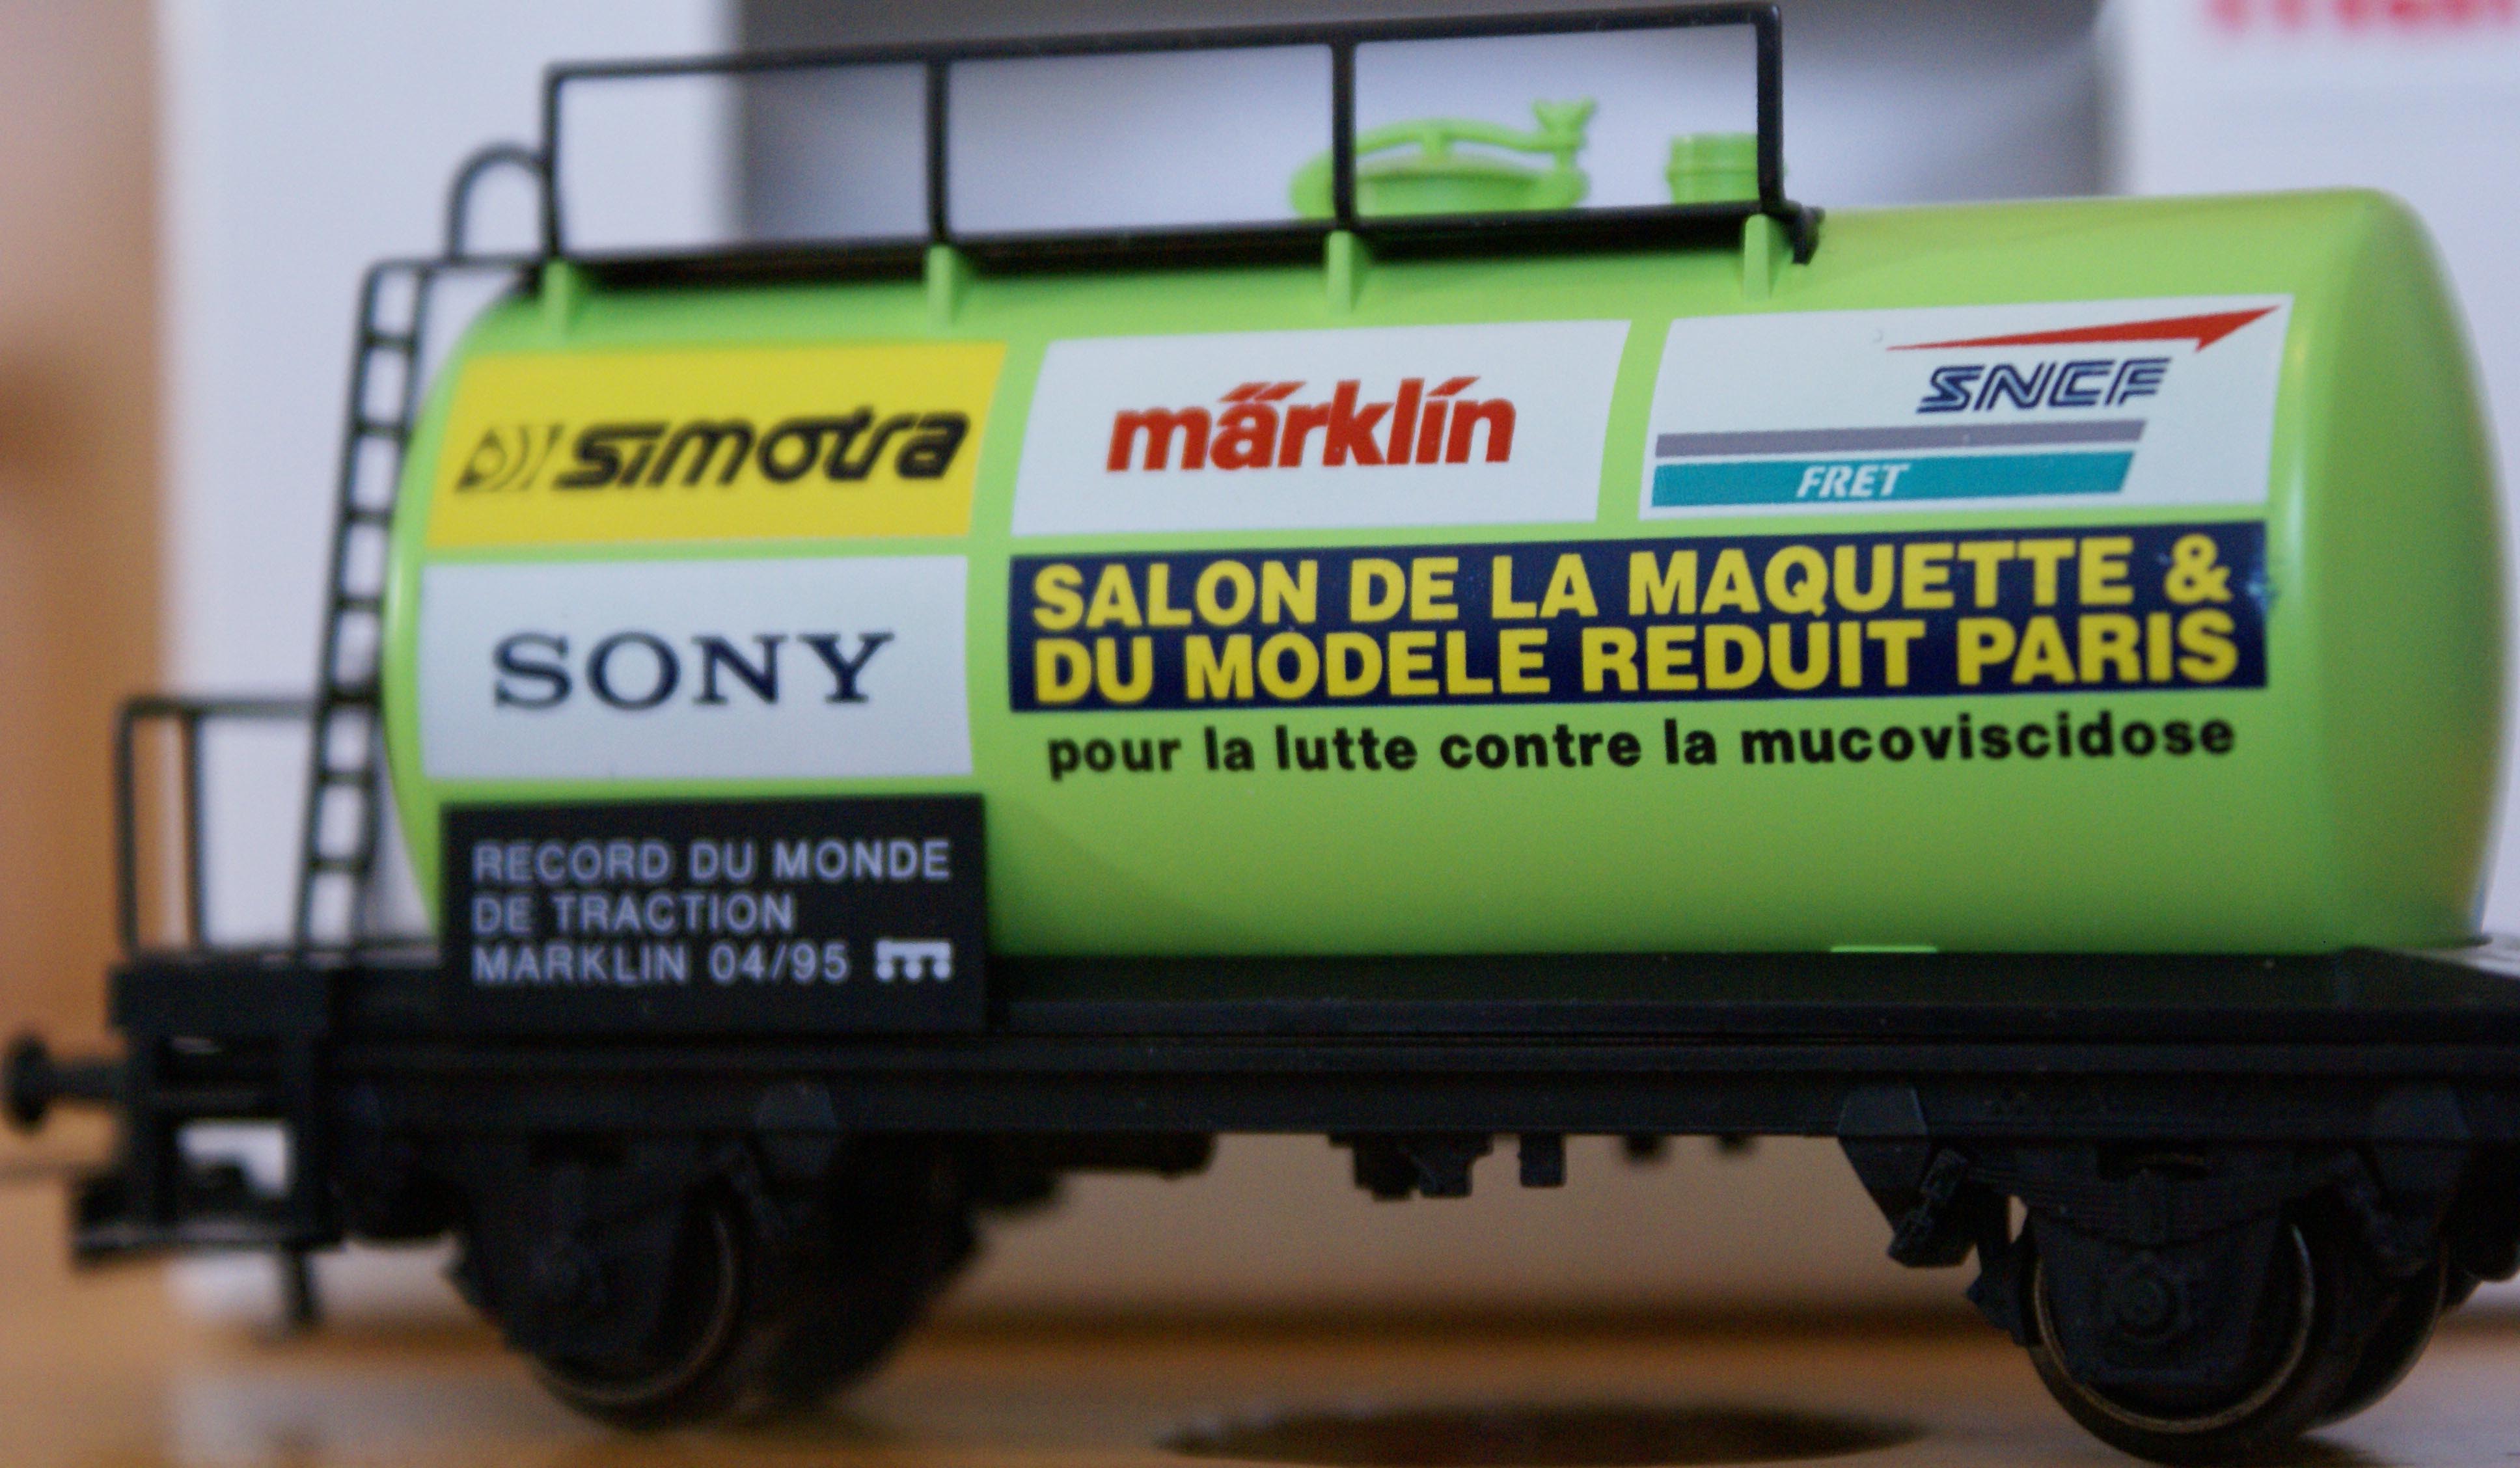 simotra
märklín
SNCF
FRET
SONY
SALON DE LA MAQUETTE &
DU MODELE REDUIT PARIS
pour la lutte contre la mucoviscidose
RECORD DU MONDE
DE TRACTION
MARKLIN 04/95